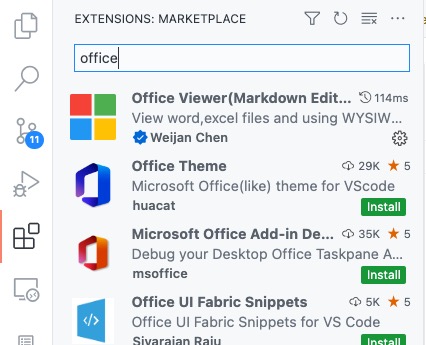 EXTENSIONS: MARKETPLACE
office
Office Viewer(Markdown Edit... 114ms
View word,excel files and using WYSIW...
Weijan Chen
11
Office Theme 29K 5
Microsoft Office(like) theme for VScode
huacat Install
Microsoft Office Add-in De... 35K 5
Debug your Desktop Office Taskpane A...
msoffice Install
Office UI Fabric Snippets 5K 5
Office UI Fabric Snippets for VS Code
Sivarajan Raju Install